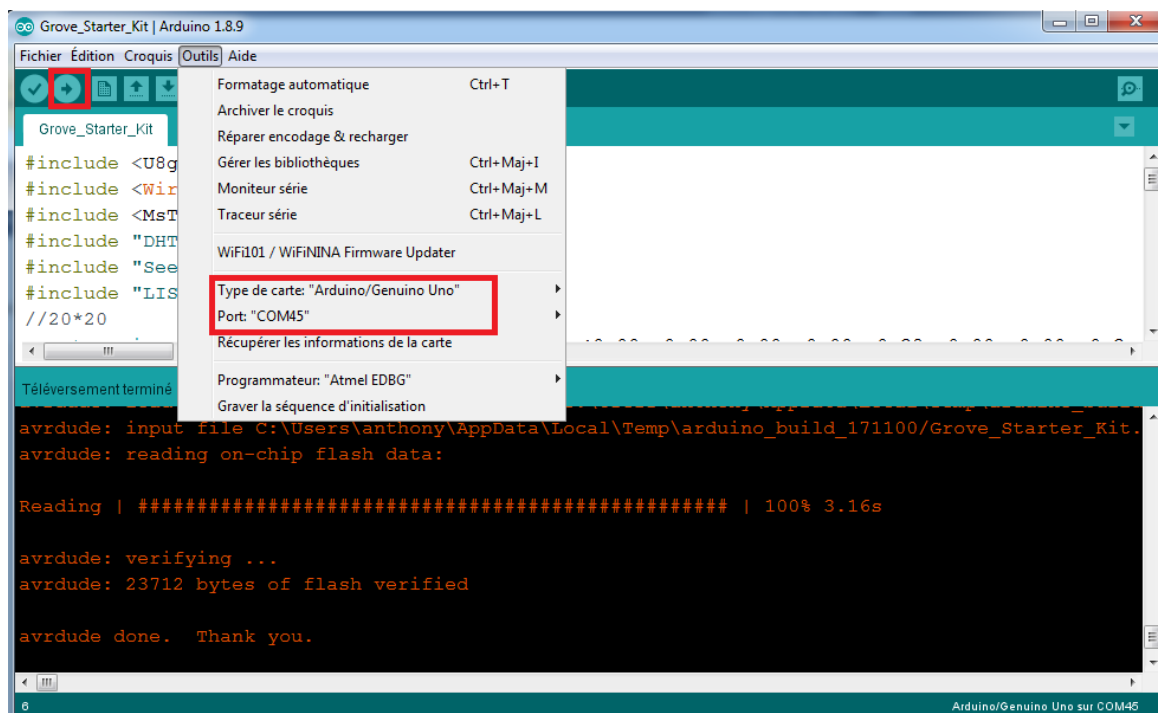 Grove_Starter_Kit | Arduino 1.8.9
Fichier Édition Croquis Outils Aide
Grove_Starter_Kit
Formatage automatique Ctrl+T
Archiver le croquis
Réparer encodage & recharger
Gérer les bibliothèques Ctrl+Maj+I
Moniteur série Ctrl+Maj+M
Traceur série Ctrl+Maj+L
WiFi101 / WiFiNINA Firmware Updater
Type de carte: "Arduino/Genuino Uno"
Port: "COM45"
Récupérer les informations de la carte
Programmateur: "Atmel EDBG"
Graver la séquence d'initialisation
#include <U8g
#include <Wir
#include <MsT
#include "DHT
#include "See
#include "LIS
//20*20
Téléversement terminé
avrdude: input file C:\Users\anthony\AppData\Local\Temp\arduino_build_171100/Grove_Starter_Kit.
avrdude: reading on-chip flash data:
Reading | ################################################## | 100% 3.16s
avrdude: verifying ...
avrdude: 23712 bytes of flash verified
avrdude done.  Thank you.
6
Arduino/Genuino Uno sur COM45